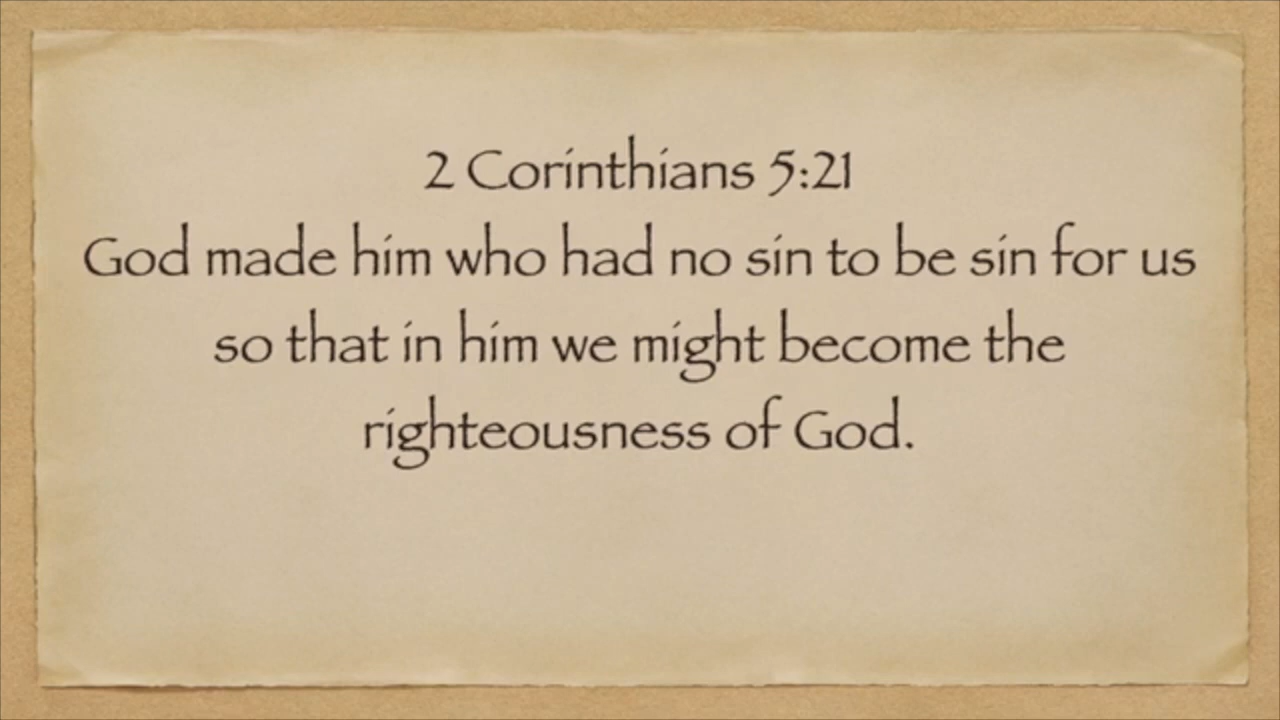 2 Corinthians 5:21
God made him who had no sin to be sin for us
so that in him we might become the
righteousness of God.